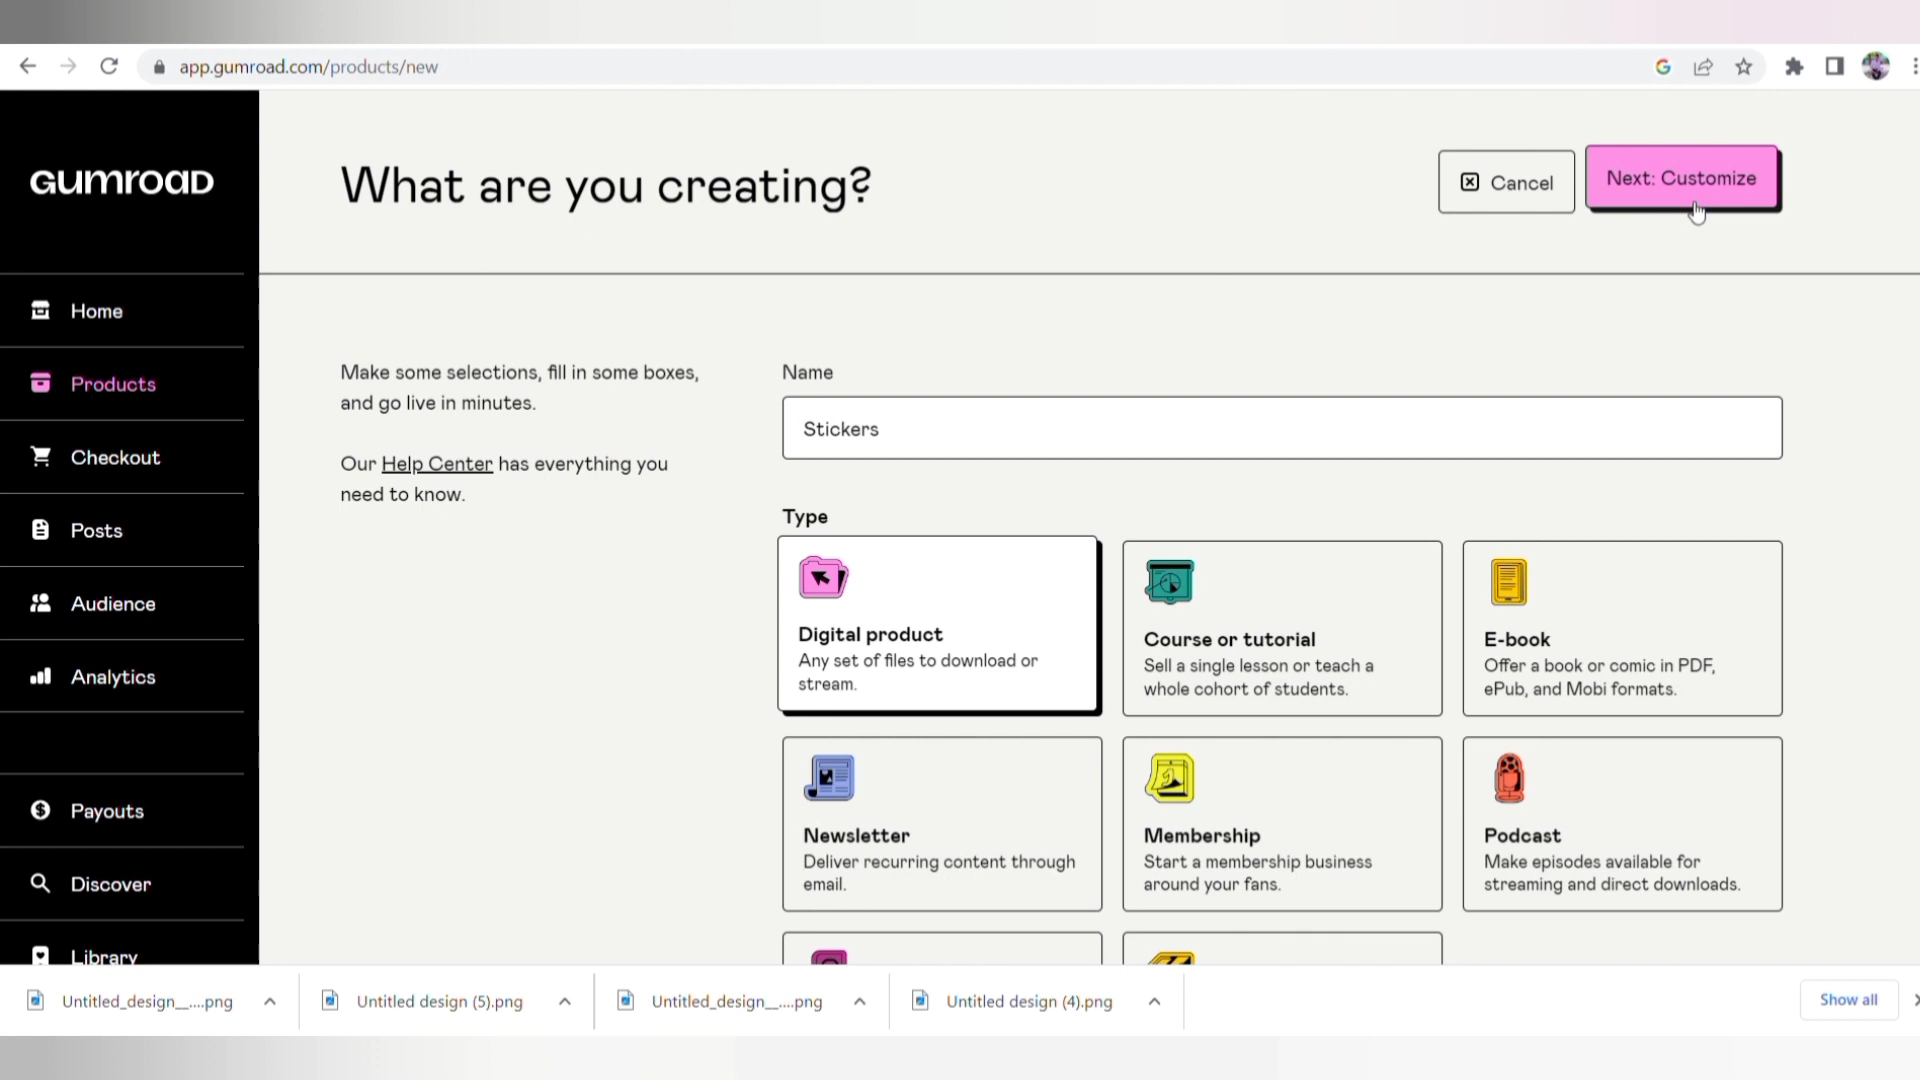 app.gumroad.com/products/new
GUMROAD
Home
Products
Checkout
Posts
Audience
Analytics
Payouts
Discover
Library
What are you creating?
Cancel
Next: Customize
Make some selections, fill in some boxes,
and go live in minutes.
Our Help Center has everything you
need to know.
Name
Stickers
Type
Digital product
Any set of files to download or
stream.
Course or tutorial
Sell a single lesson or teach a
whole cohort of students.
E-book
Offer a book or comic in PDF,
ePub, and Mobi formats.
Newsletter
Deliver recurring content through
email.
Membership
Start a membership business
around your fans.
Podcast
Make episodes available for
streaming and direct downloads.
Untitled_design__....png
Untitled design (5).png
Untitled_design__....png
Untitled design (4).png
Show all